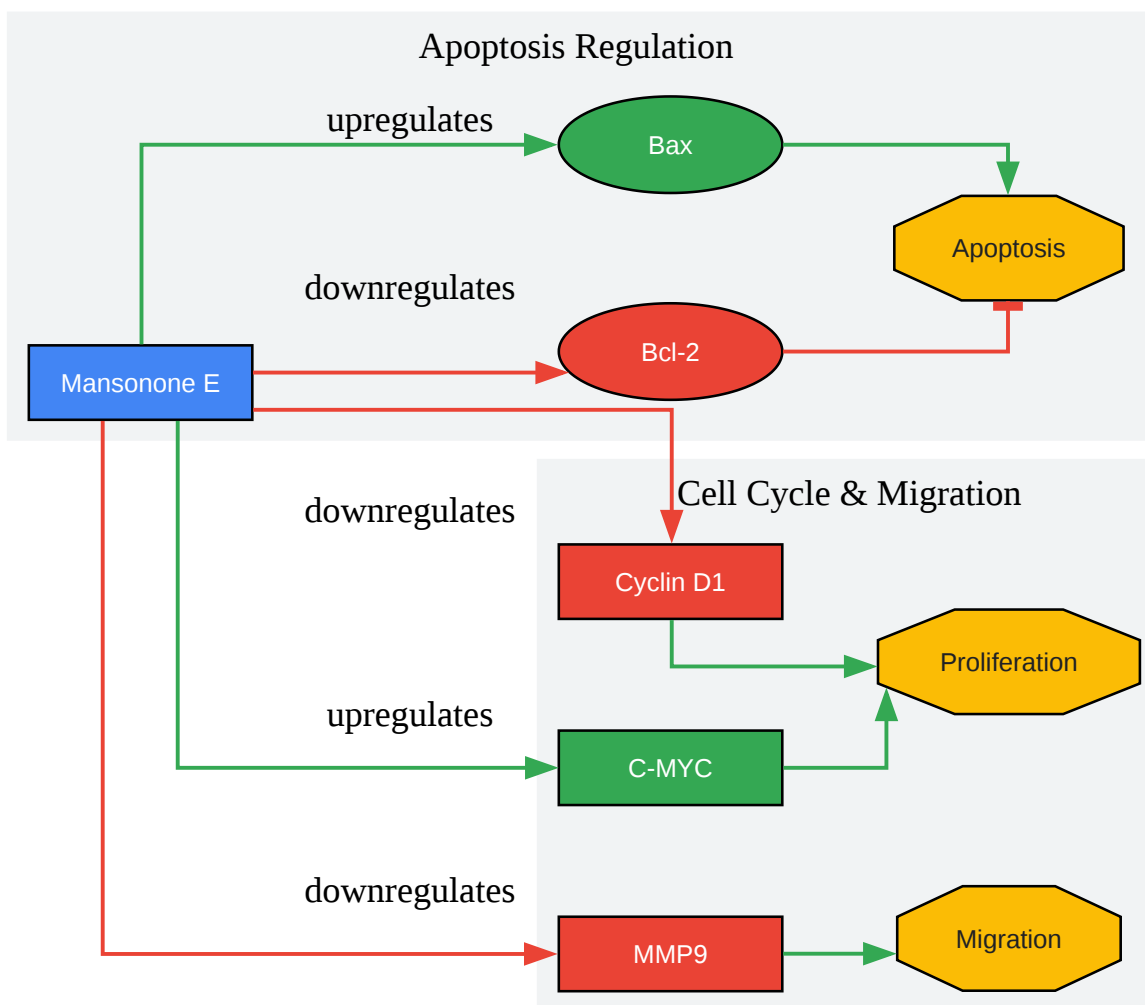 Apoptosis Regulation
upregulates
Bax
Apoptosis
downregulates
Bcl-2
Mansonone E
downregulates
Cell Cycle & Migration
Cyclin D1
Proliferation
upregulates
C-MYC
downregulates
MMP9
Migration